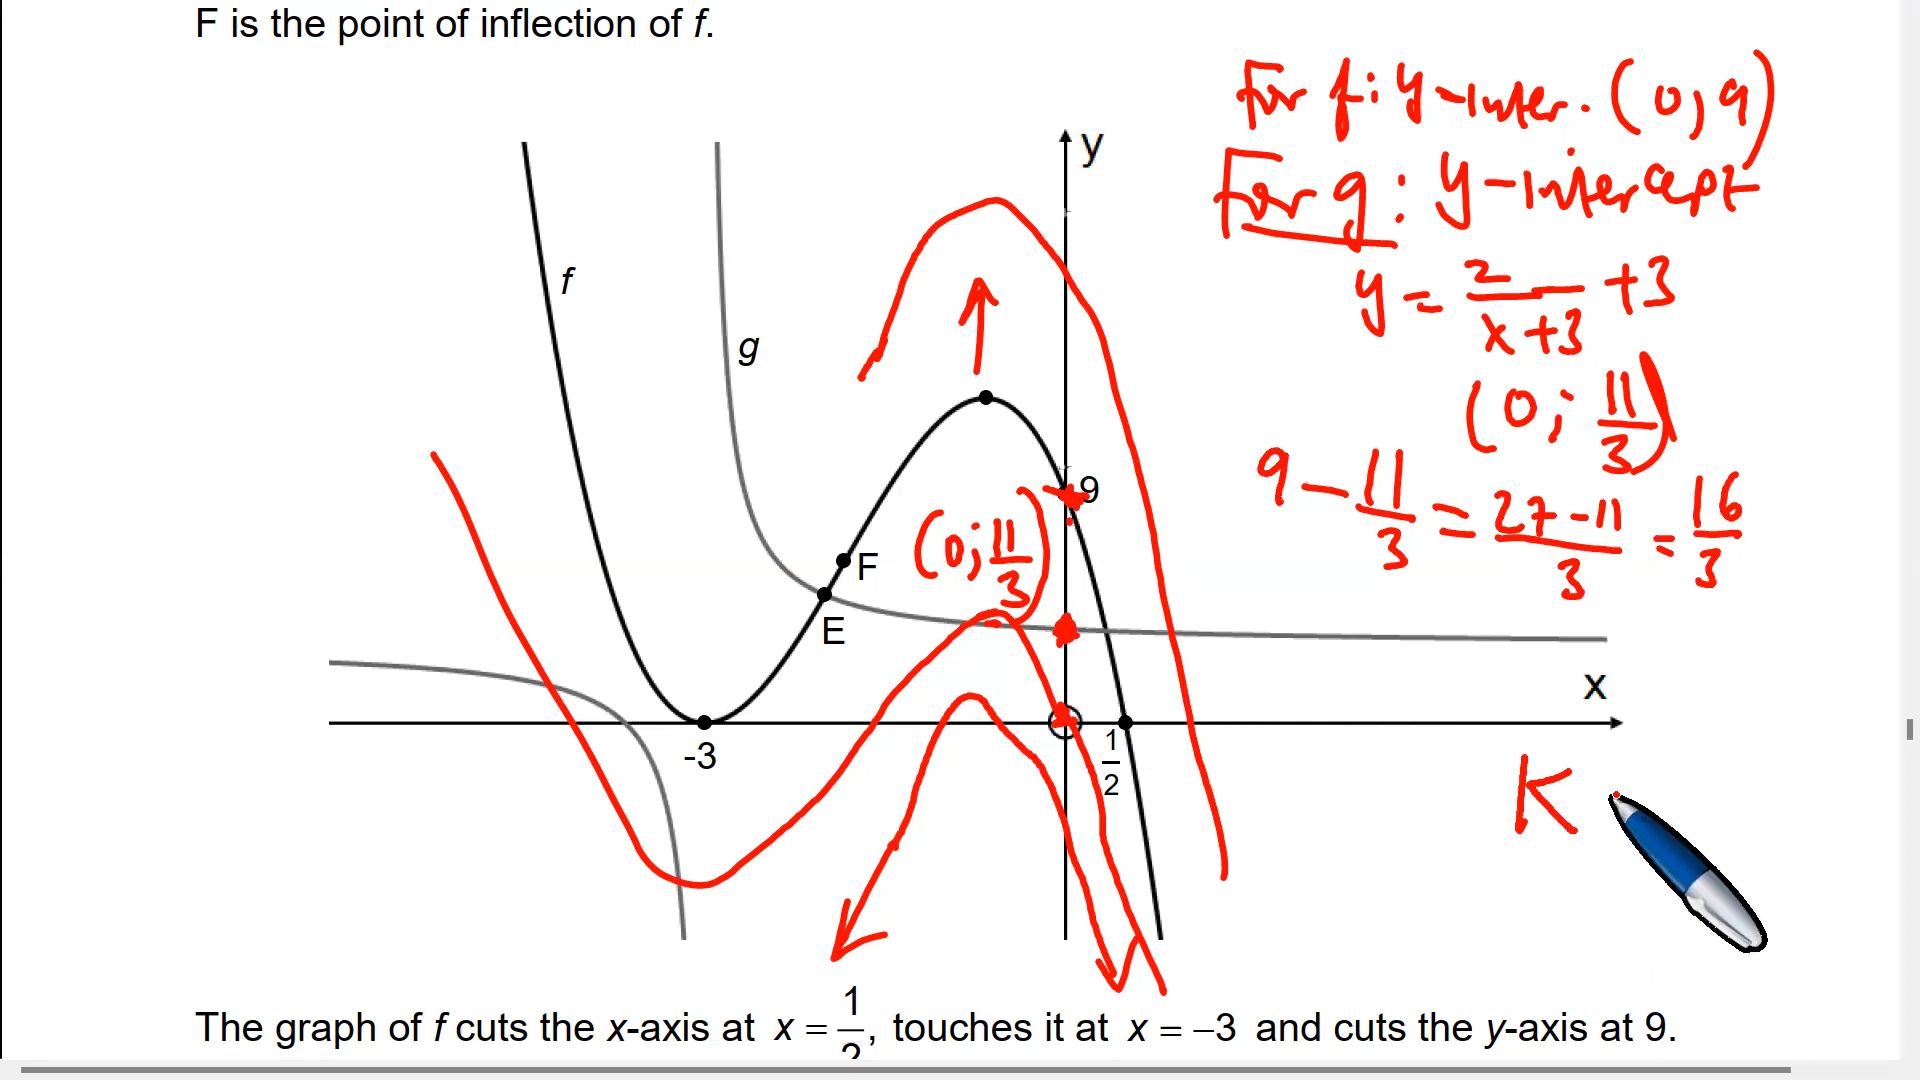 F is the point of inflection of f.
For f: y-inter. (0; 9)
For g: y-intercept
y = 2/(x+3) +3
(0; 11/3)
9 - 11/3 = (27-11)/3 = 16/3
y
f
g
9
(0; 11/3)
F
E
x
-3
1/2
K
The graph of f cuts the x-axis at x = 1/2, touches it at x = −3 and cuts the y-axis at 9.